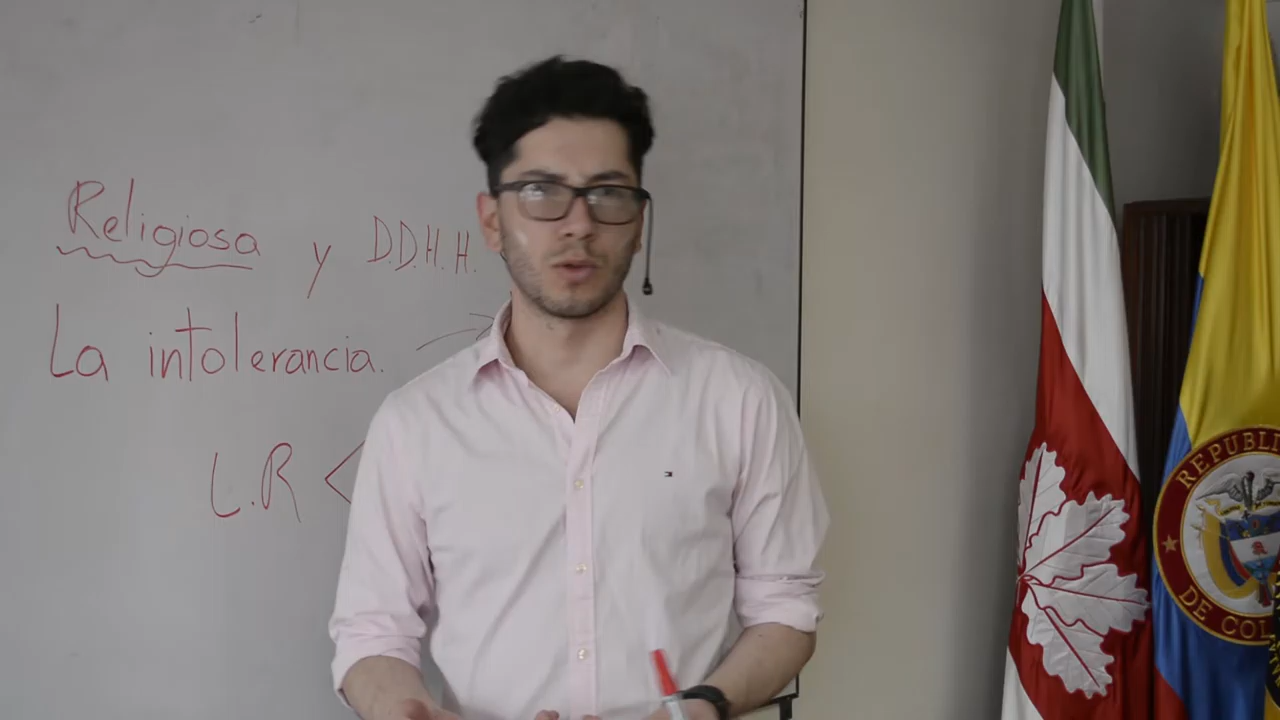 Religiosa y D.D.H.H.
La intolerancia.
L.R <
REPUBLI
DE COL